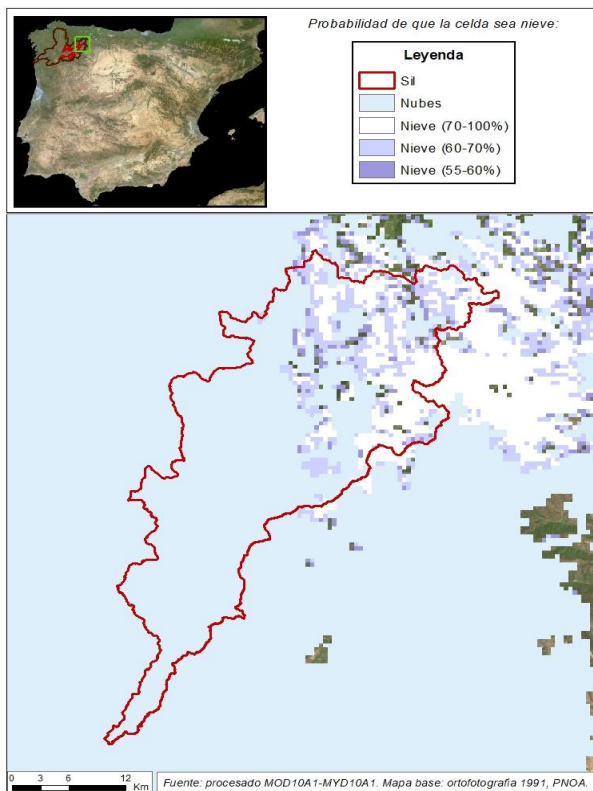 Probabilidad de que la celda sea nieve:
Leyenda
Sil
Nubes
Nieve (70-100%)
Nieve (60-70%)
Nieve (55-60%)
0 3 6 12
Km
Fuente: procesado MOD10A1-MYD10A1. Mapa base: ortofotografía 1991, PNOA.